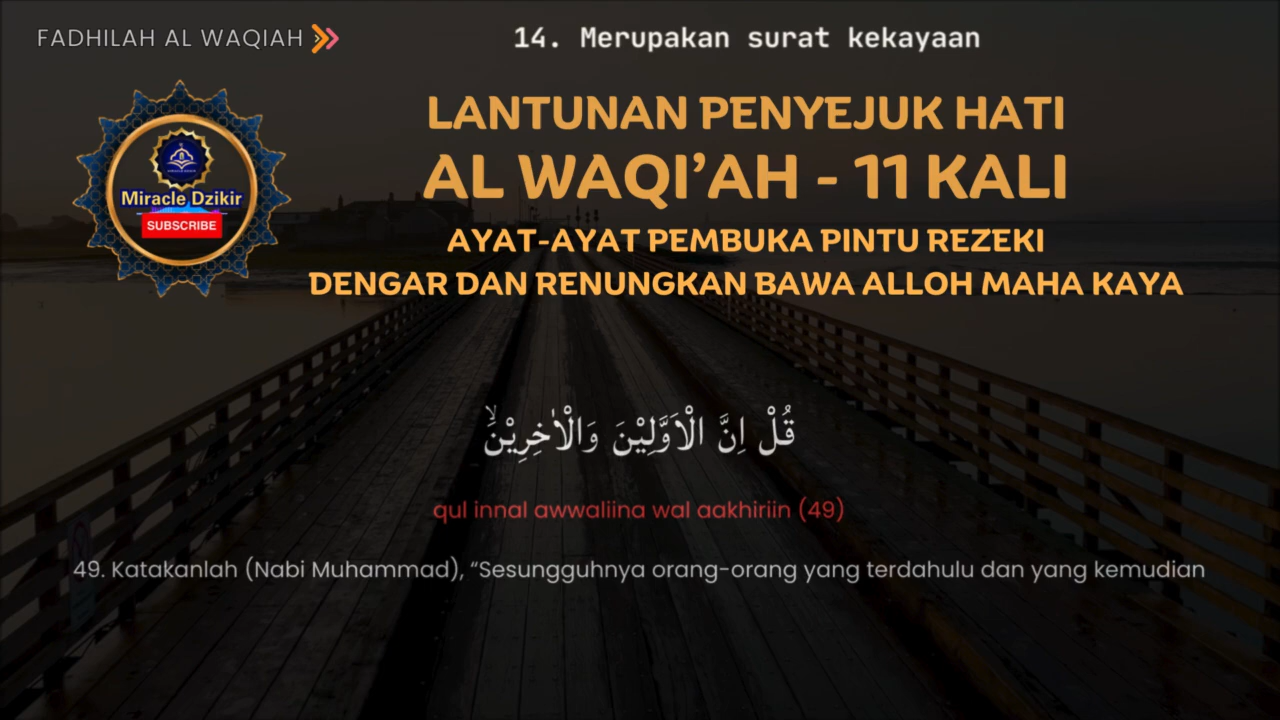 FADHILAH AL WAQIAH
14. Merupakan surat kekayaan
LANTUNAN PENYEJUK HATI
AL WAQI'AH - 11 KALI
AYAT-AYAT PEMBUKA PINTU REZEKI
DENGAR DAN RENUNGKAN BAWA ALLOH MAHA KAYA
Miracle Dzikir
SUBSCRIBE
قُلْ اِنَّ الْاَوَّلِيْنَ وَالْاٰخِرِيْنَۙ
qul innal awwaliina wal aakhiriin (49)
49. Katakanlah (Nabi Muhammad), “Sesungguhnya orang-orang yang terdahulu dan yang kemudian